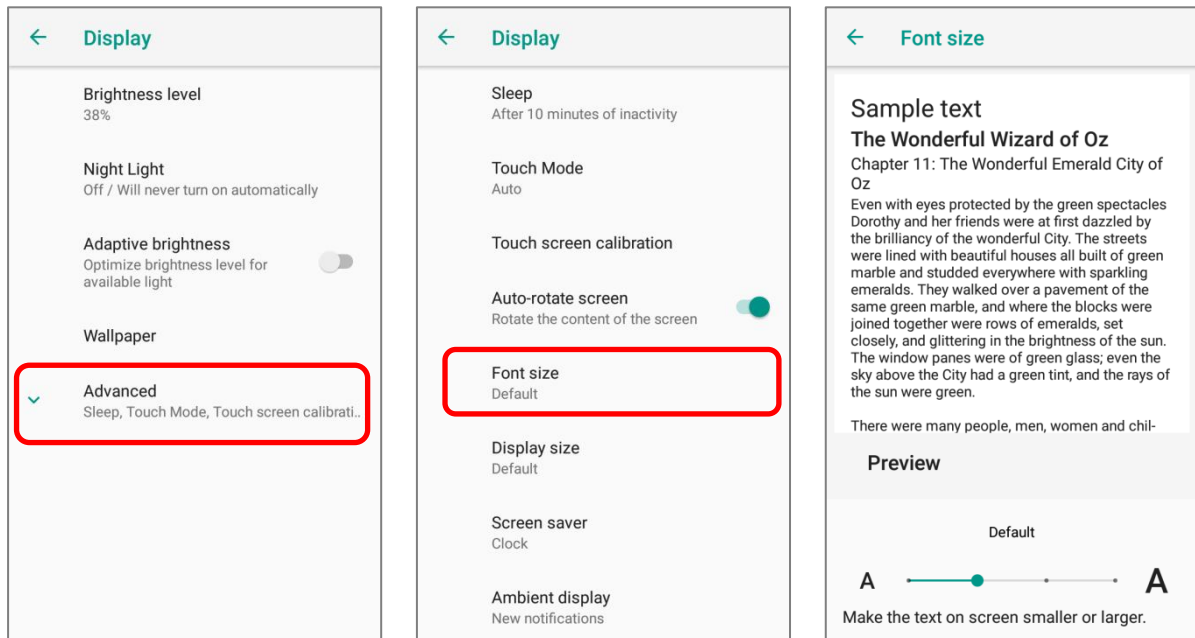 Display
Brightness level
38%
Night Light
Off / Will never turn on automatically
Adaptive brightness
Optimize brightness level for
available light
Wallpaper
Advanced
Sleep, Touch Mode, Touch screen calibrati..
Display
Sleep
After 10 minutes of inactivity
Touch Mode
Auto
Touch screen calibration
Auto-rotate screen
Rotate the content of the screen
Font size
Default
Display size
Default
Screen saver
Clock
Ambient display
New notifications
Font size
Sample text
The Wonderful Wizard of Oz
Chapter 11: The Wonderful Emerald City of
Oz
Even with eyes protected by the green spectacles
Dorothy and her friends were at first dazzled by
the brilliancy of the wonderful City. The streets
were lined with beautiful houses all built of green
marble and studded everywhere with sparkling
emeralds. They walked over a pavement of the
same green marble, and where the blocks were
joined together were rows of emeralds, set
closely, and glittering in the brightness of the sun.
The window panes were of green glass; even the
sky above the City had a green tint, and the rays of
the sun were green.
There were many people, men, women and chil-
Preview
Default
A A
Make the text on screen smaller or larger.